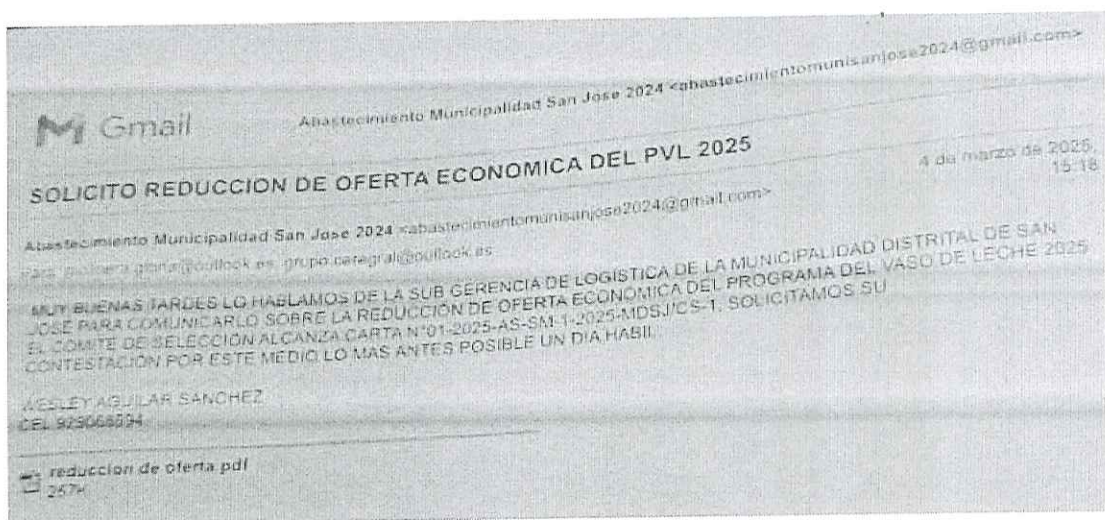 Gmail
Abastecimiento Municipalidad San Jose 2024 <abastecimientomunisanjose2024@gmail.com>
SOLICITO REDUCCION DE OFERTA ECONOMICA DEL PVL 2025
4 de marzo de 2025,
15:18
Abastecimiento Municipalidad San Jose 2024 <abastecimientomunisanjose2024@gmail.com>
Para:
MUY BUENAS TARDES LO HABLAMOS DE LA SUB GERENCIA DE LOGISTICA DE LA MUNICIPALIDAD DISTRITAL DE SAN
JOSE PARA COMUNICARLO SOBRE LA REDUCCIÓN DE OFERTA ECONOMICA DEL PROGRAMA DEL VASO DE LECHE 2025
EL COMITE DE SELECCIÓN ALCANZA CARTA N°01-2025-AS-SM-1-2025-MDSJ/CS-1, SOLICITAMOS SU
CONTESTACIÓN POR ESTE MEDIO LO MAS ANTES POSIBLE UN DIA HABIL
WESLEY AGUILAR SANCHEZ
CEL
reduccion de oferta.pdf
257K